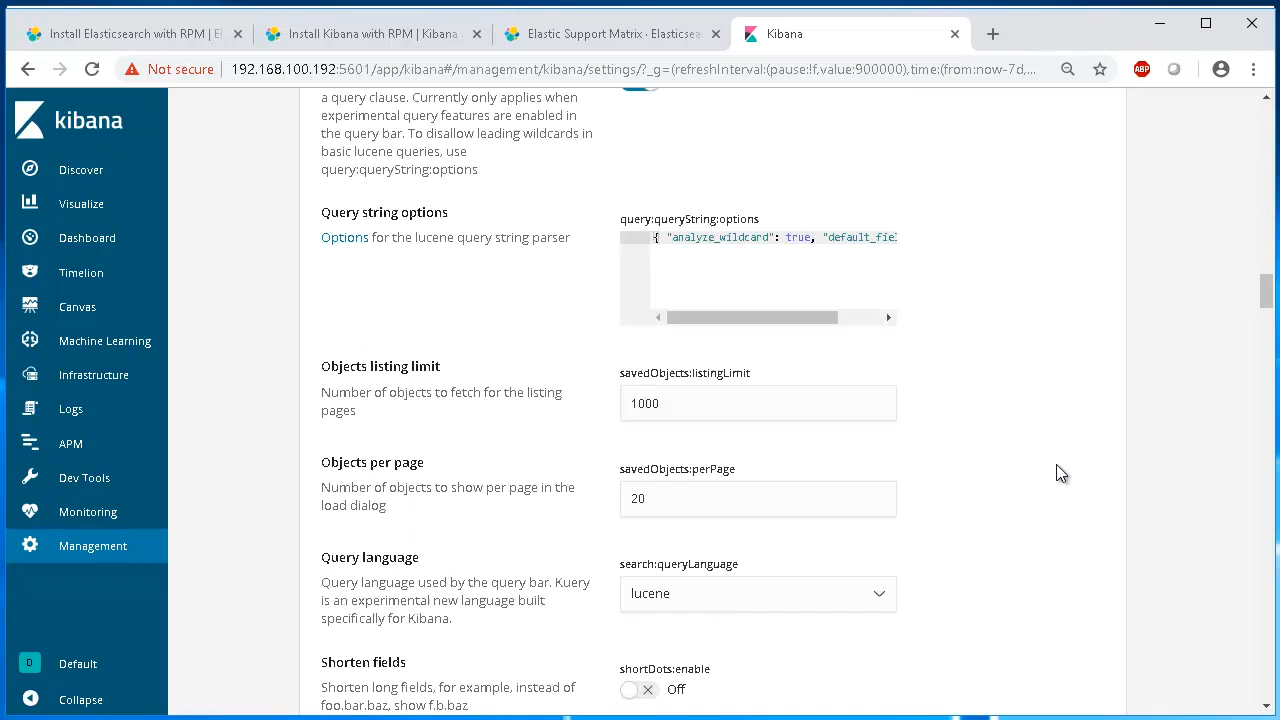 Install Elasticsearch with RPM | E
Install Kibana with RPM | Kibana
Elastic Support Matrix · Elasticsea
Kibana
Not secure
192.168.100.192:5601/app/kibana#/management/kibana/settings/?_g=(refreshInterval:(pause:!f,value:900000),time:(from:now-7d,...
ABP
kibana
Discover
Visualize
Dashboard
Timelion
Canvas
Machine Learning
Infrastructure
Logs
APM
Dev Tools
Monitoring
Management
D Default
Collapse
a query clause. Currently only applies when
experimental query features are enabled in
the query bar. To disallow leading wildcards in
basic lucene queries, use
query:queryString:options
Query string options
Options for the lucene query string parser
query:queryString:options
{ "analyze_wildcard": true, "default_fie
Objects listing limit
Number of objects to fetch for the listing
pages
savedObjects:listingLimit
1000
Objects per page
Number of objects to show per page in the
load dialog
savedObjects:perPage
20
Query language
Query language used by the query bar. Kuery
is an experimental new language built
specifically for Kibana.
search:queryLanguage
lucene
Shorten fields
Shorten long fields, for example, instead of
foo.bar.baz, show f.b.baz
shortDots:enable
Off